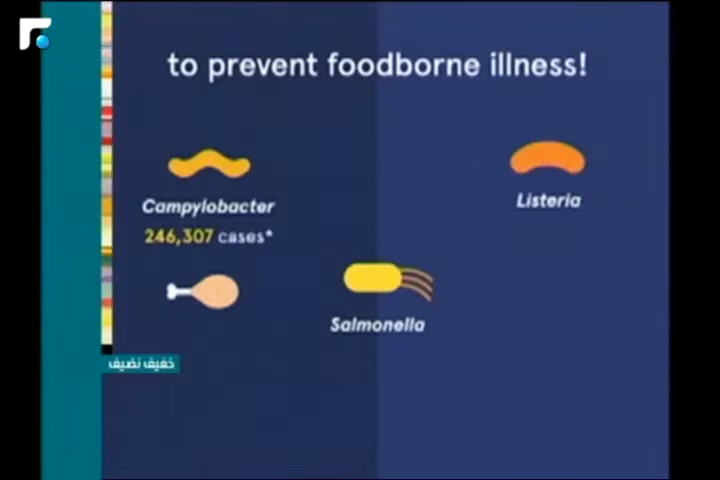 to prevent foodborne illness!
Campylobacter
246,307 cases*
Listeria
Salmonella
خفيف نضيف